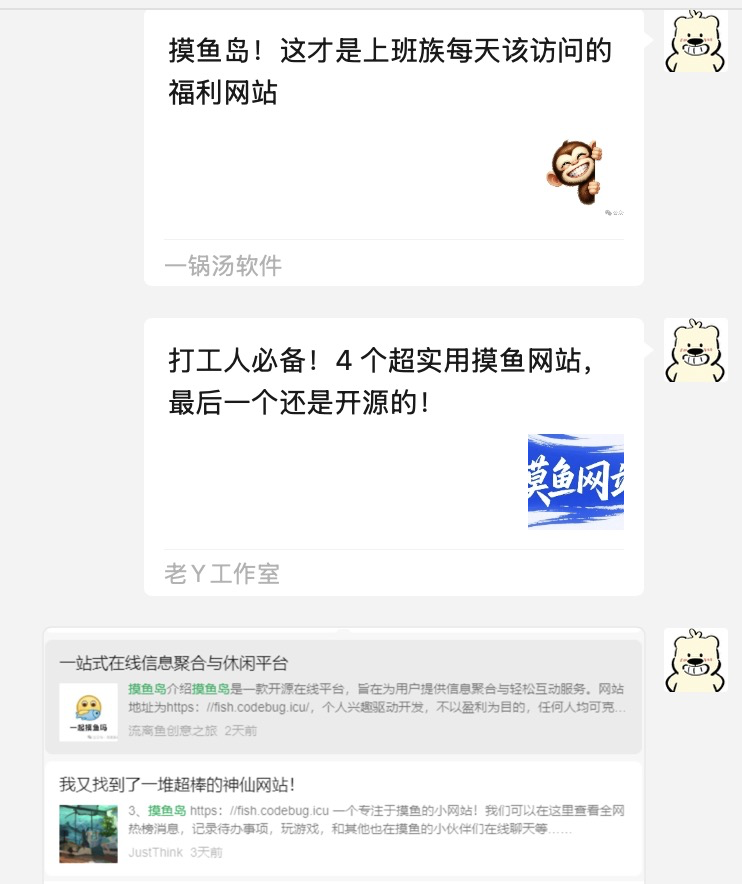 摸鱼岛！这才是上班族每天该访问的
福利网站
一锅汤软件
打工人必备！4 个超实用摸鱼网站，
最后一个还是开源的！
摸鱼网站
老Y工作室
一站式在线信息聚合与休闲平台
摸鱼岛介绍摸鱼岛是一款开源在线平台，旨在为用户提供信息聚合与轻松互动服务。网站
地址为https：//fish.codebug.icu/，个人兴趣驱动开发，不以盈利为目的，任何人均可克...
一起摸鱼吗
流离鱼创意之旅 2天前
我又找到了一堆超棒的神仙网站！
3、摸鱼岛 https：//fish.codebug.icu 一个专注于摸鱼的小网站！我们可以在这里查看全网
热榜消息，记录待办事项，玩游戏，和其他也在摸鱼的小伙伴们在线聊天等……
JustThink 3天前